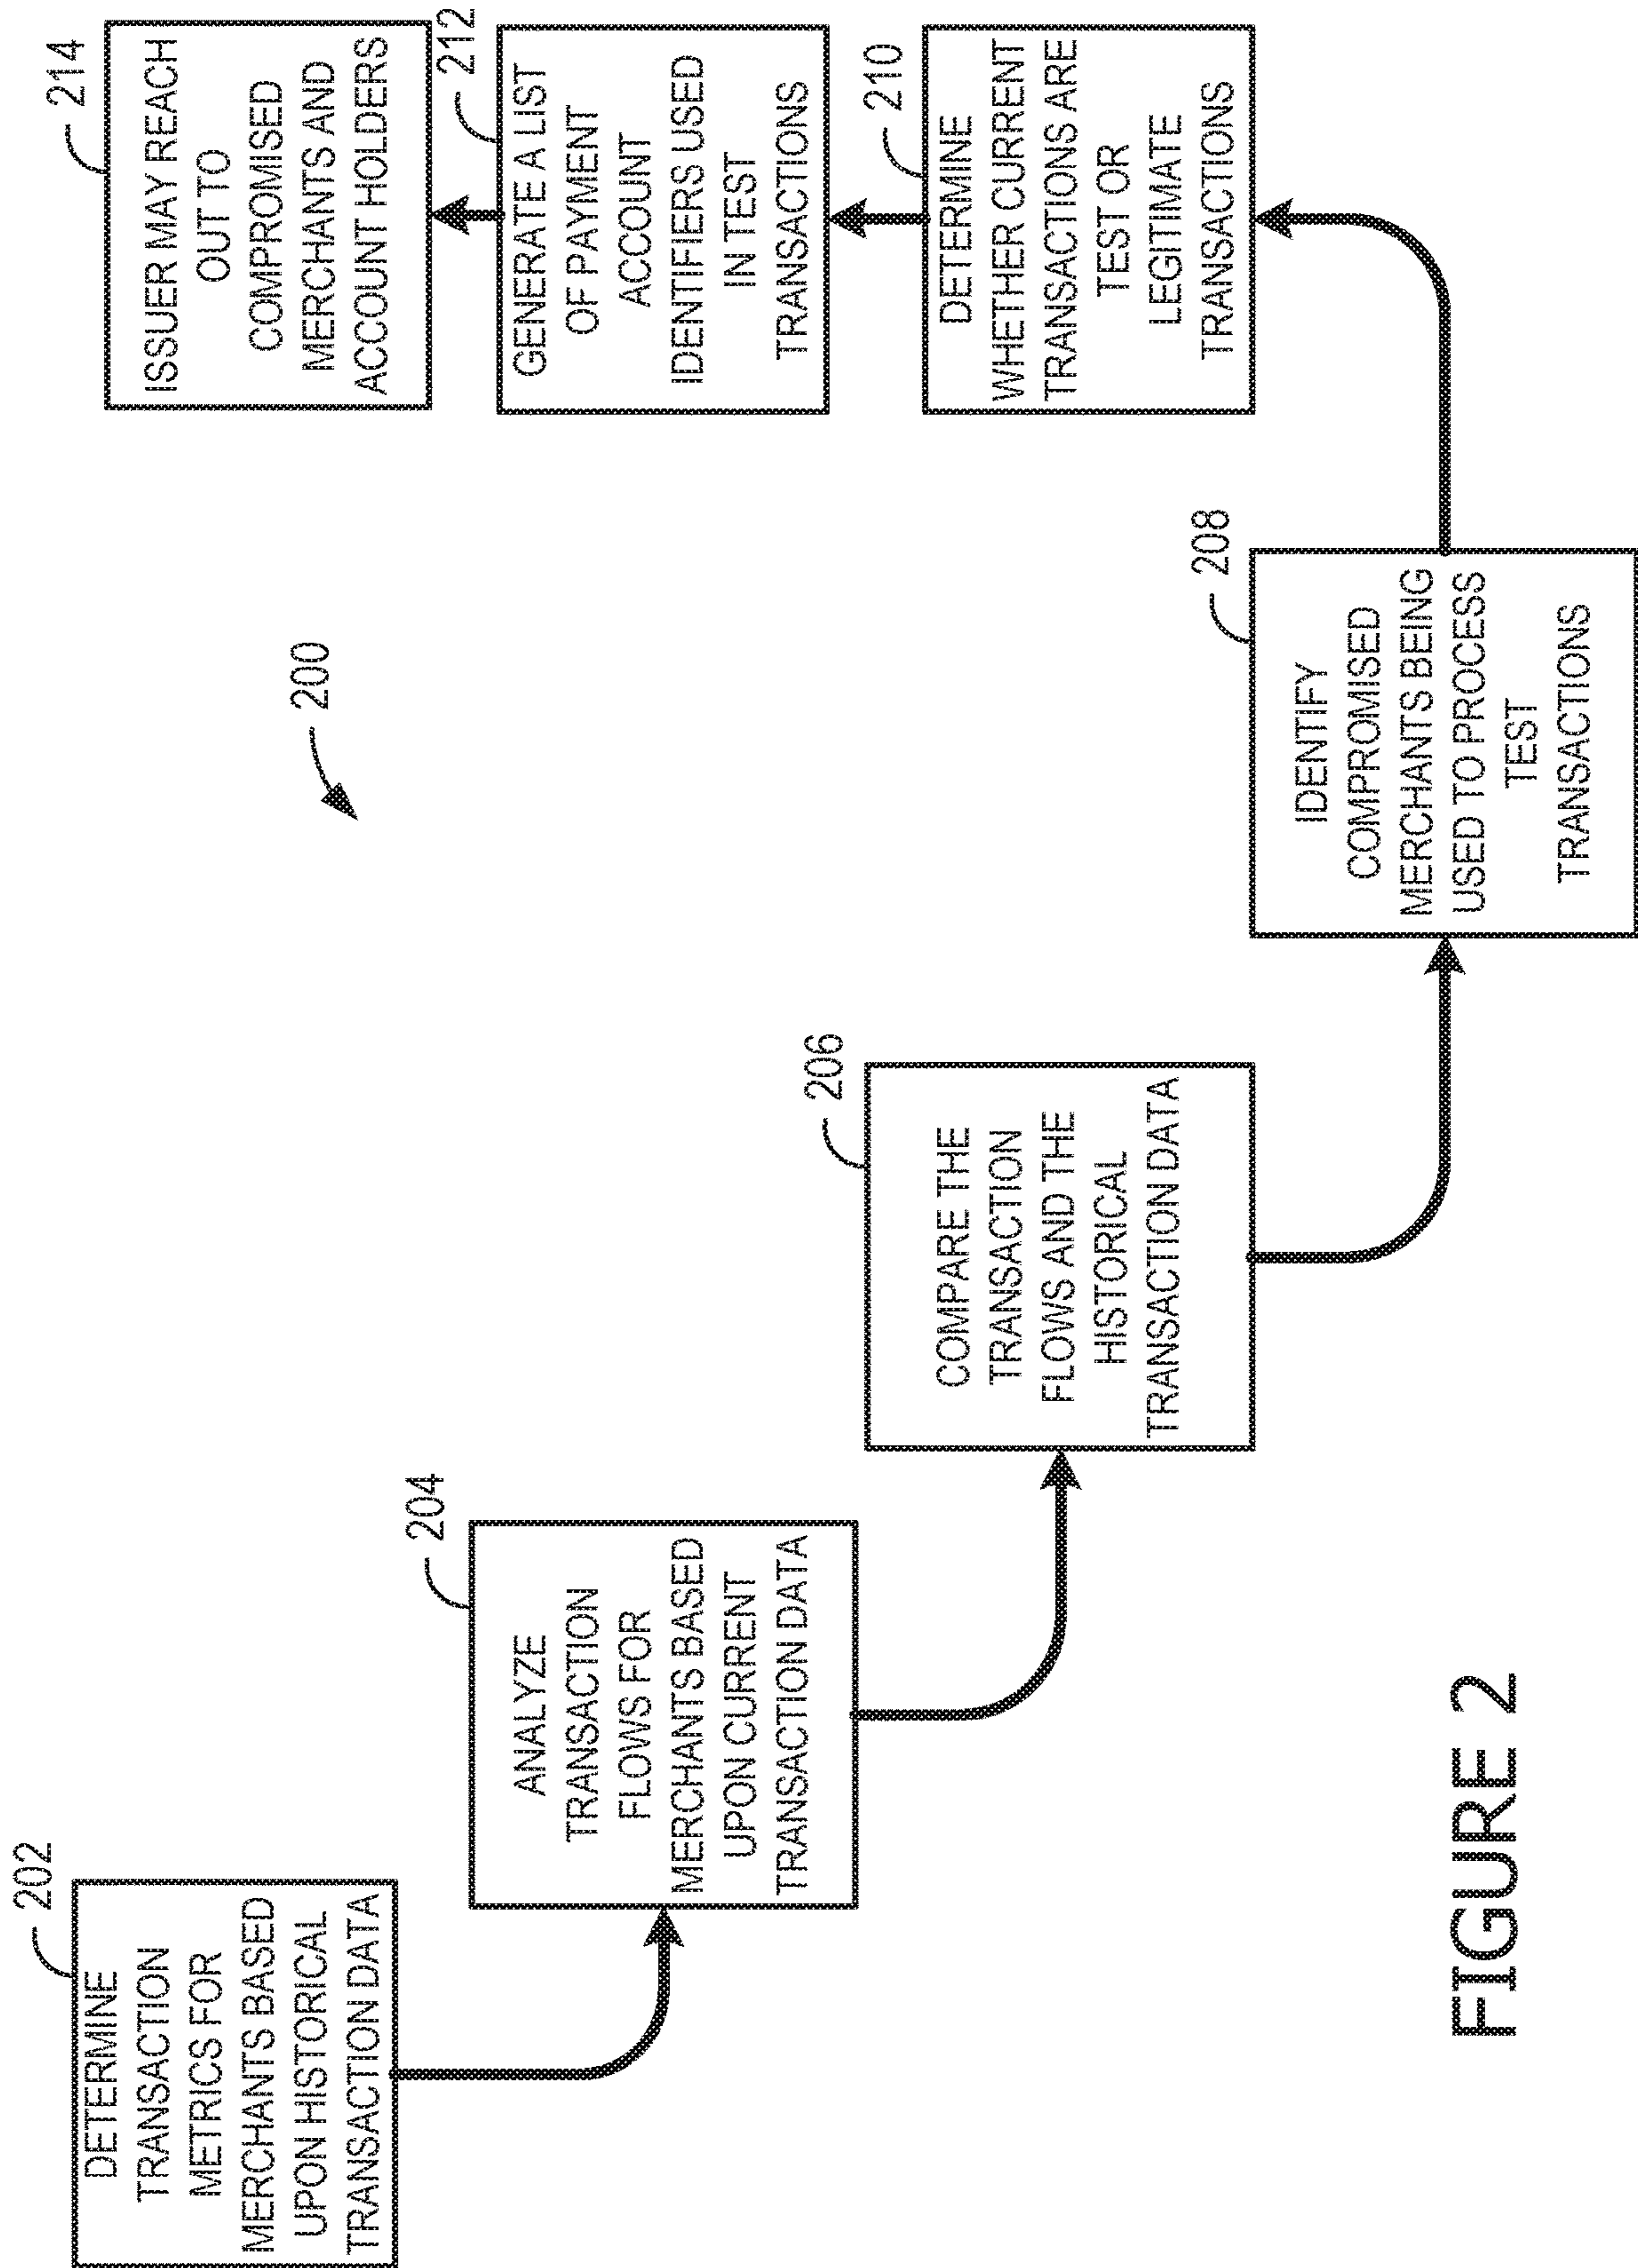 200
202
DETERMINE
TRANSACTION
METRICS FOR
MERCHANTS BASED
UPON HISTORICAL
TRANSACTION DATA
204
ANALYZE
TRANSACTION
FLOWS FOR
MERCHANTS BASED
UPON CURRENT
TRANSACTION DATA
206
COMPARE THE
TRANSACTION
FLOWS AND THE
HISTORICAL
TRANSACTION DATA
208
IDENTIFY
COMPROMISED
MERCHANTS BEING
USED TO PROCESS
TEST
TRANSACTIONS
210
DETERMINE
WHETHER CURRENT
TRANSACTIONS ARE
TEST OR
LEGITIMATE
TRANSACTIONS
212
GENERATE A LIST
OF PAYMENT
ACCOUNT
IDENTIFIERS USED
IN TEST
TRANSACTIONS
214
ISSUER MAY REACH
OUT TO
COMPROMISED
MERCHANTS AND
ACCOUNT HOLDERS
FIGURE 2